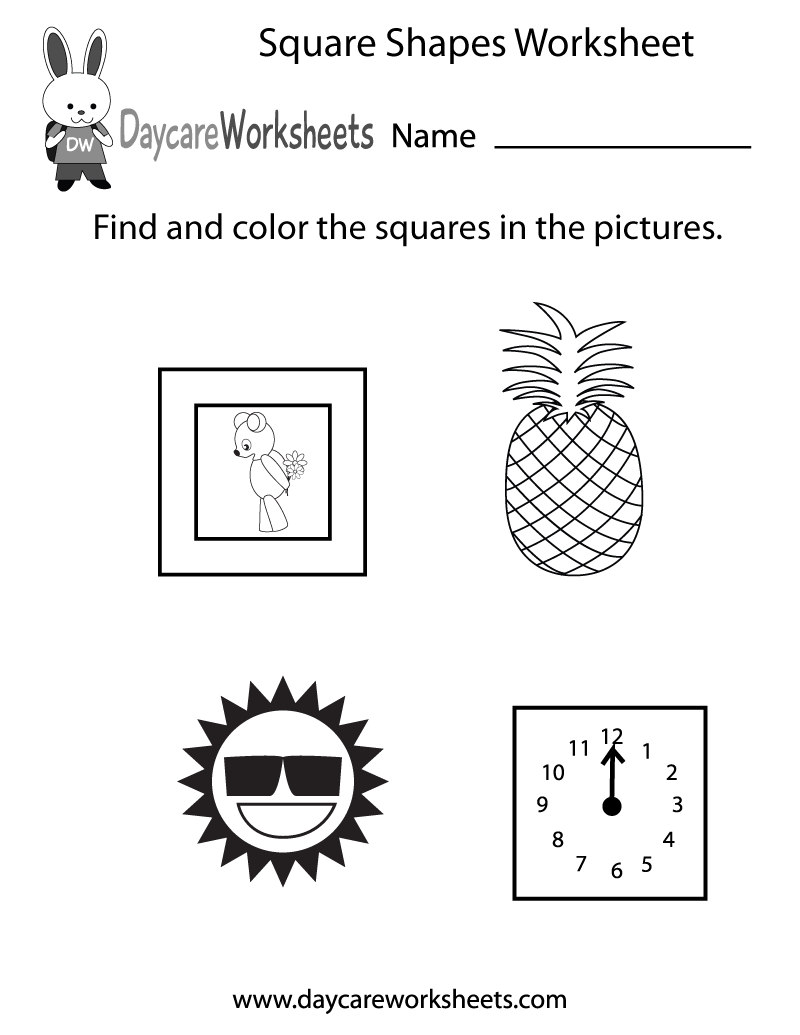 Square Shapes Worksheet
DW
DaycareWorksheets
Name
Find and color the squares in the pictures.
12
11
1
10
2
9
3
8
4
7
6
5
www.daycareworksheets.com